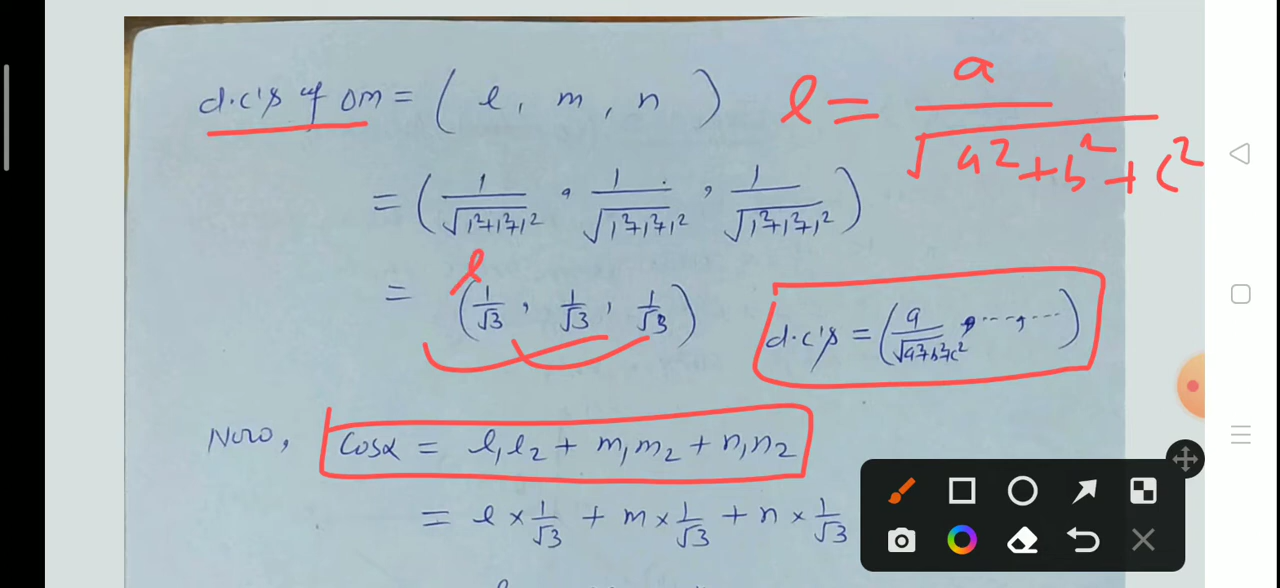 d.c's of OM = ( l, m, n )
l = a / √a²+b²+c²
= ( 1/√1²+1²+1² , 1/√1²+1²+1² , 1/√1²+1²+1² )
l
= ( 1/√3 , 1/√3 , 1/√3 )
d.c's = ( a/√a²+b²+c² , ---- , --- )
Now, Cosα = l₁l₂ + m₁m₂ + n₁n₂
= l × 1/√3 + m × 1/√3 + n × 1/√3